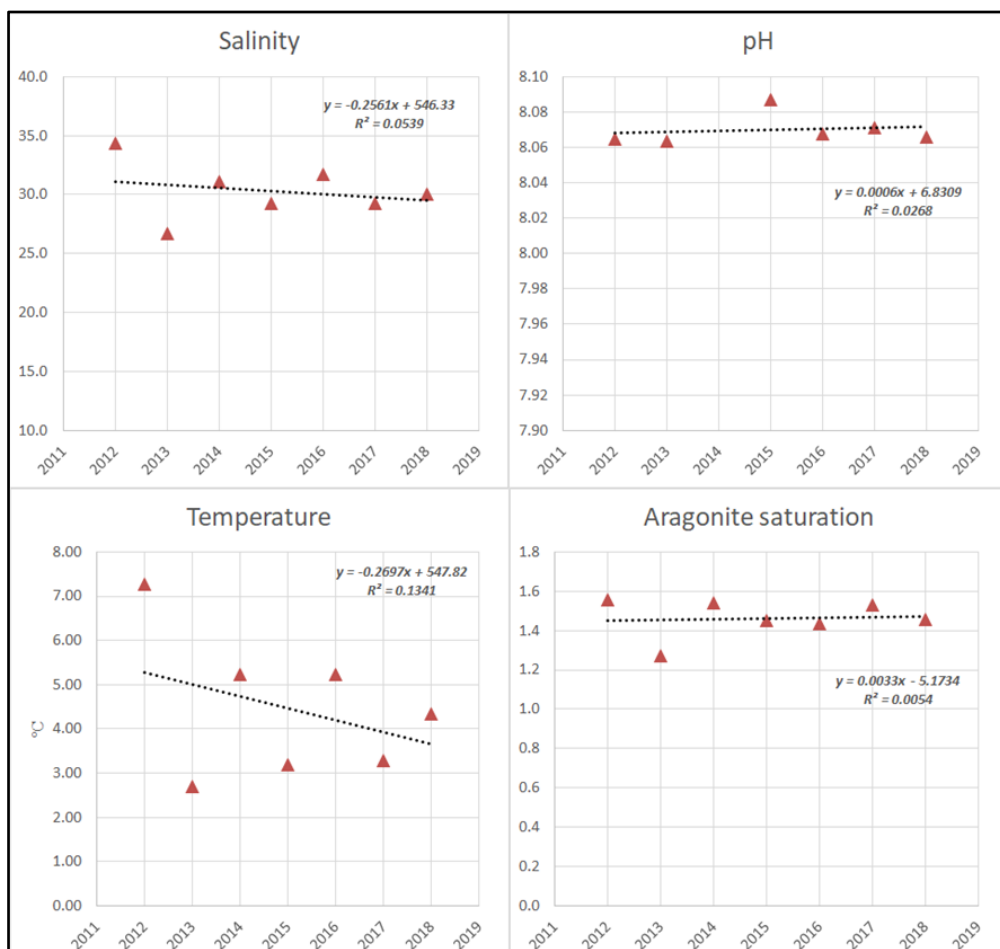 Salinity
40.0
35.0
30.0
25.0
20.0
15.0
10.0
y = -0.2561x + 546.33
R² = 0.0539
2011 2012 2013 2014 2015 2016 2017 2018 2019
pH
8.10
8.08
8.06
8.04
8.02
8.00
7.98
7.96
7.94
7.92
7.90
y = 0.0006x + 6.8309
R² = 0.0268
2011 2012 2013 2014 2015 2016 2017 2018 2019
Temperature
8.00
7.00
6.00
5.00
4.00
3.00
2.00
1.00
0.00
℃
y = -0.2697x + 547.82
R² = 0.1341
2011 2012 2013 2014 2015 2016 2017 2018 2019
Aragonite saturation
1.8
1.6
1.4
1.2
1.0
0.8
0.6
0.4
0.2
0.0
y = 0.0033x - 5.1734
R² = 0.0054
2011 2012 2013 2014 2015 2016 2017 2018 2019